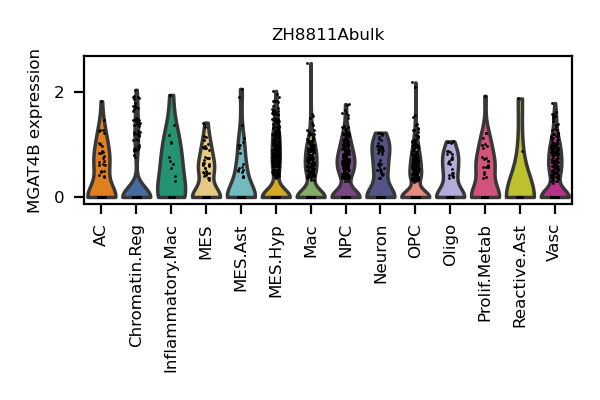 ZH8811Abulk
MGAT4B expression
2
0
AC
Chromatin.Reg
Inflammatory.Mac
MES
MES.Ast
MES.Hyp
Mac
NPC
Neuron
OPC
Oligo
Prolif.Metab
Reactive.Ast
Vasc